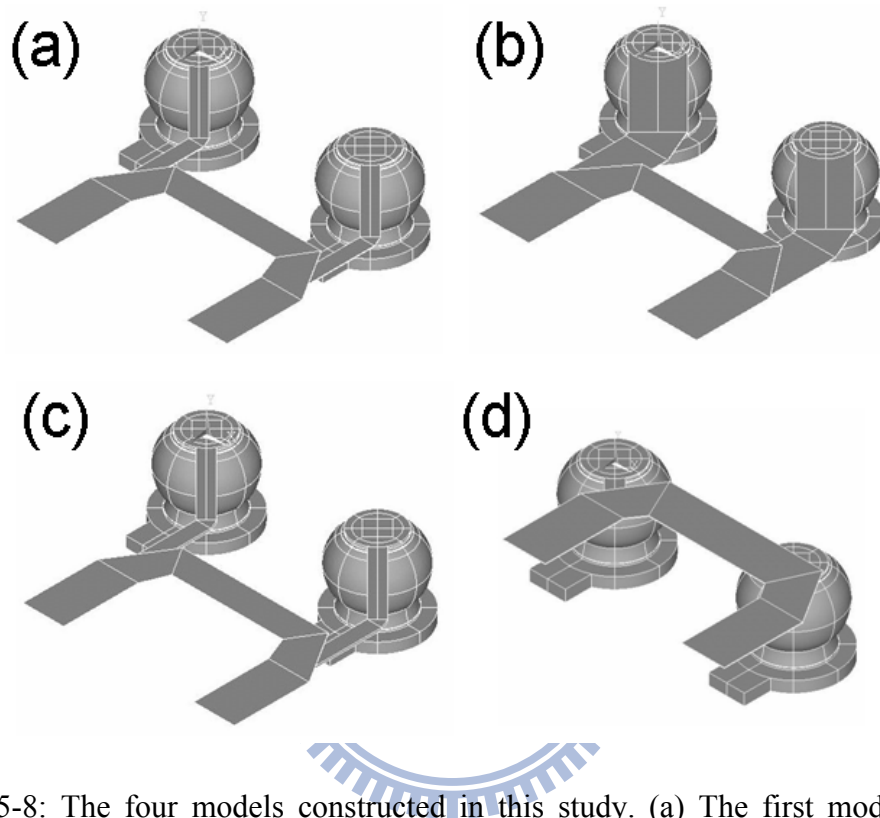 (a)
(b)
Y
Y
(c)
(d)
Y
Y
5-8: The four models constructed in this study. (a) The first mod